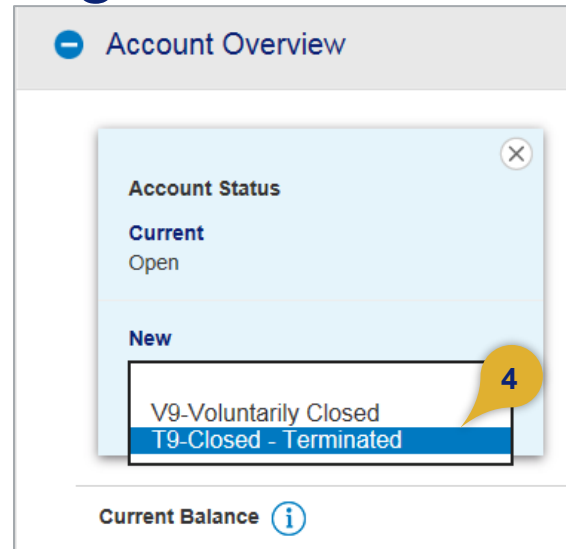 Account Overview
Account Status
Current
Open
New
4
V9-Voluntarily Closed
T9-Closed - Terminated
Current Balance i